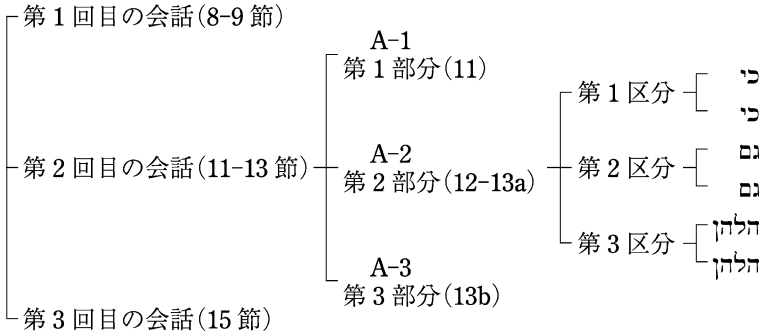 第1回目の会話(8-9節)
第2回目の会話(11-13節)
第3回目の会話(15節)
A-1
第1部分(11)
A-2
第2部分(12-13a)
A-3
第3部分(13b)
第1区分
כי
כי
第2区分
גם
גם
第3区分
הלהן
הלהן